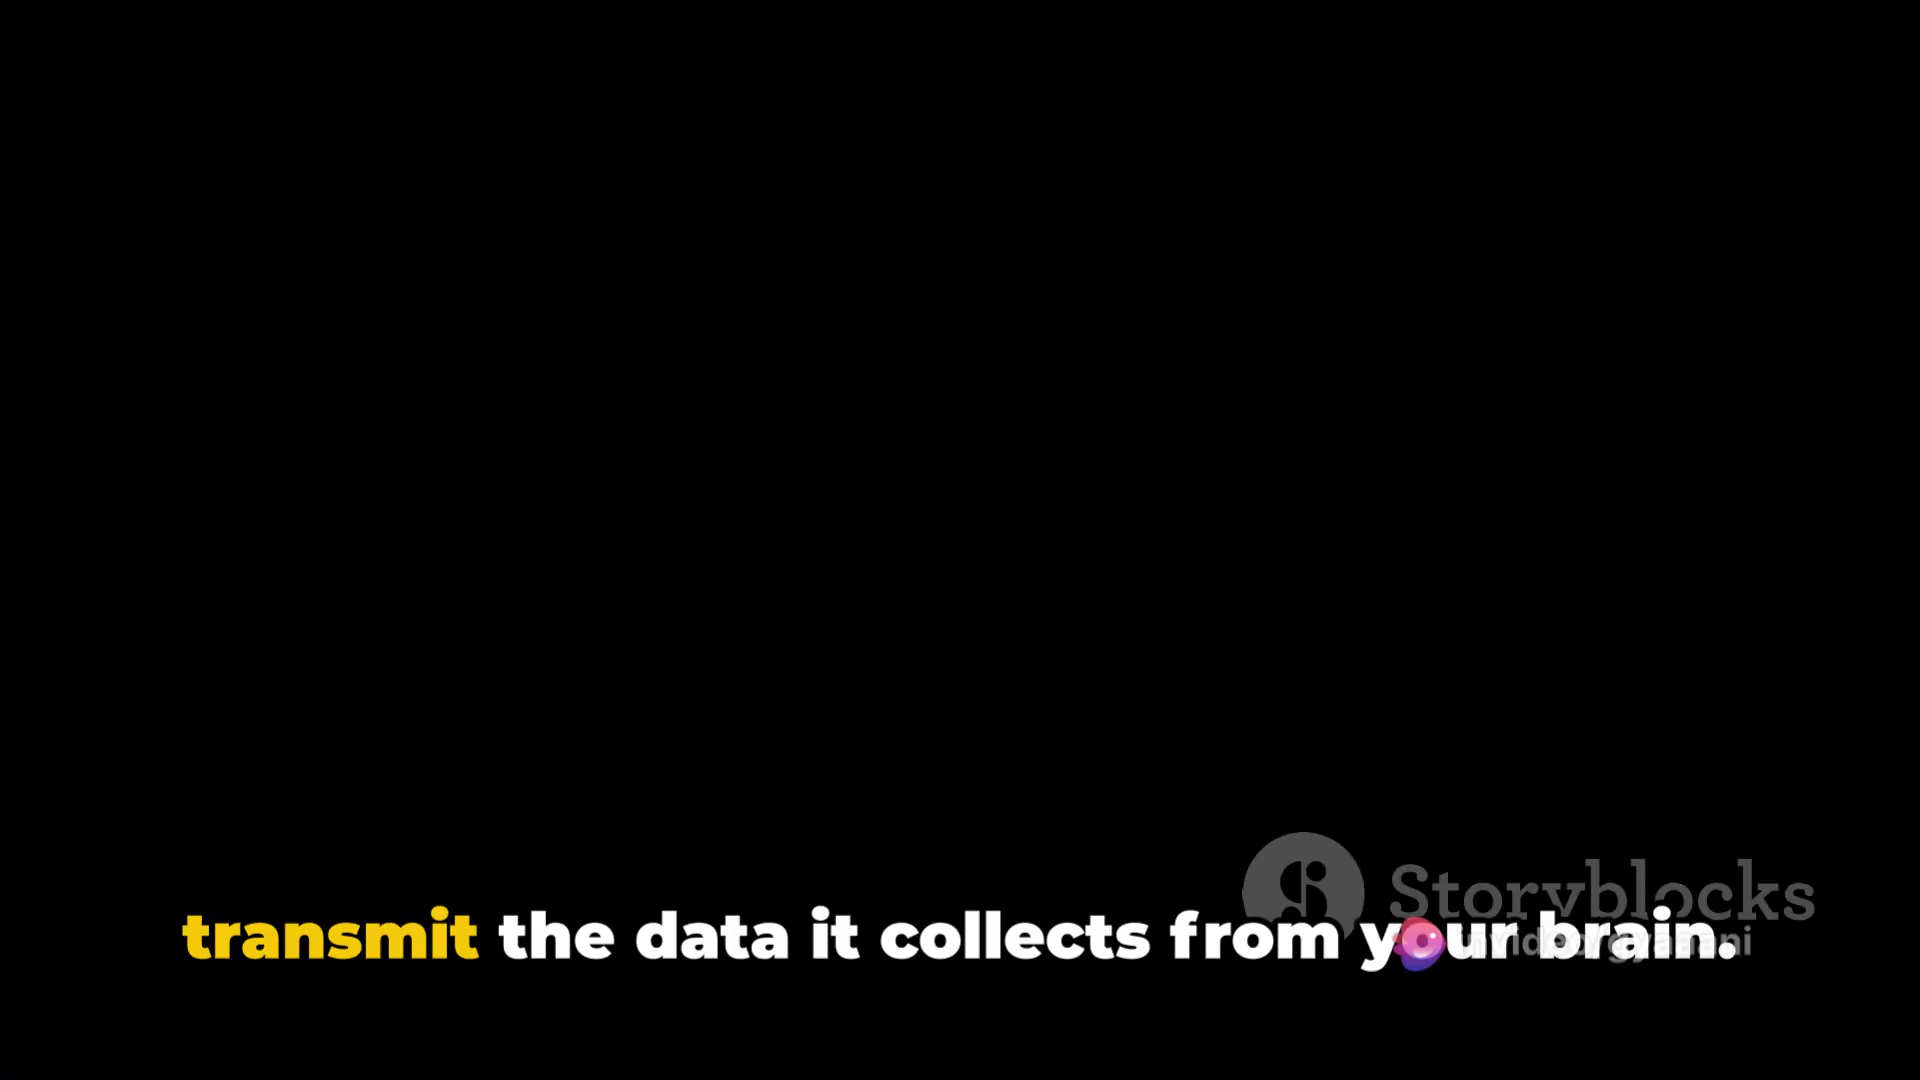 Storyblocks
transmit the data it collects from your brain.